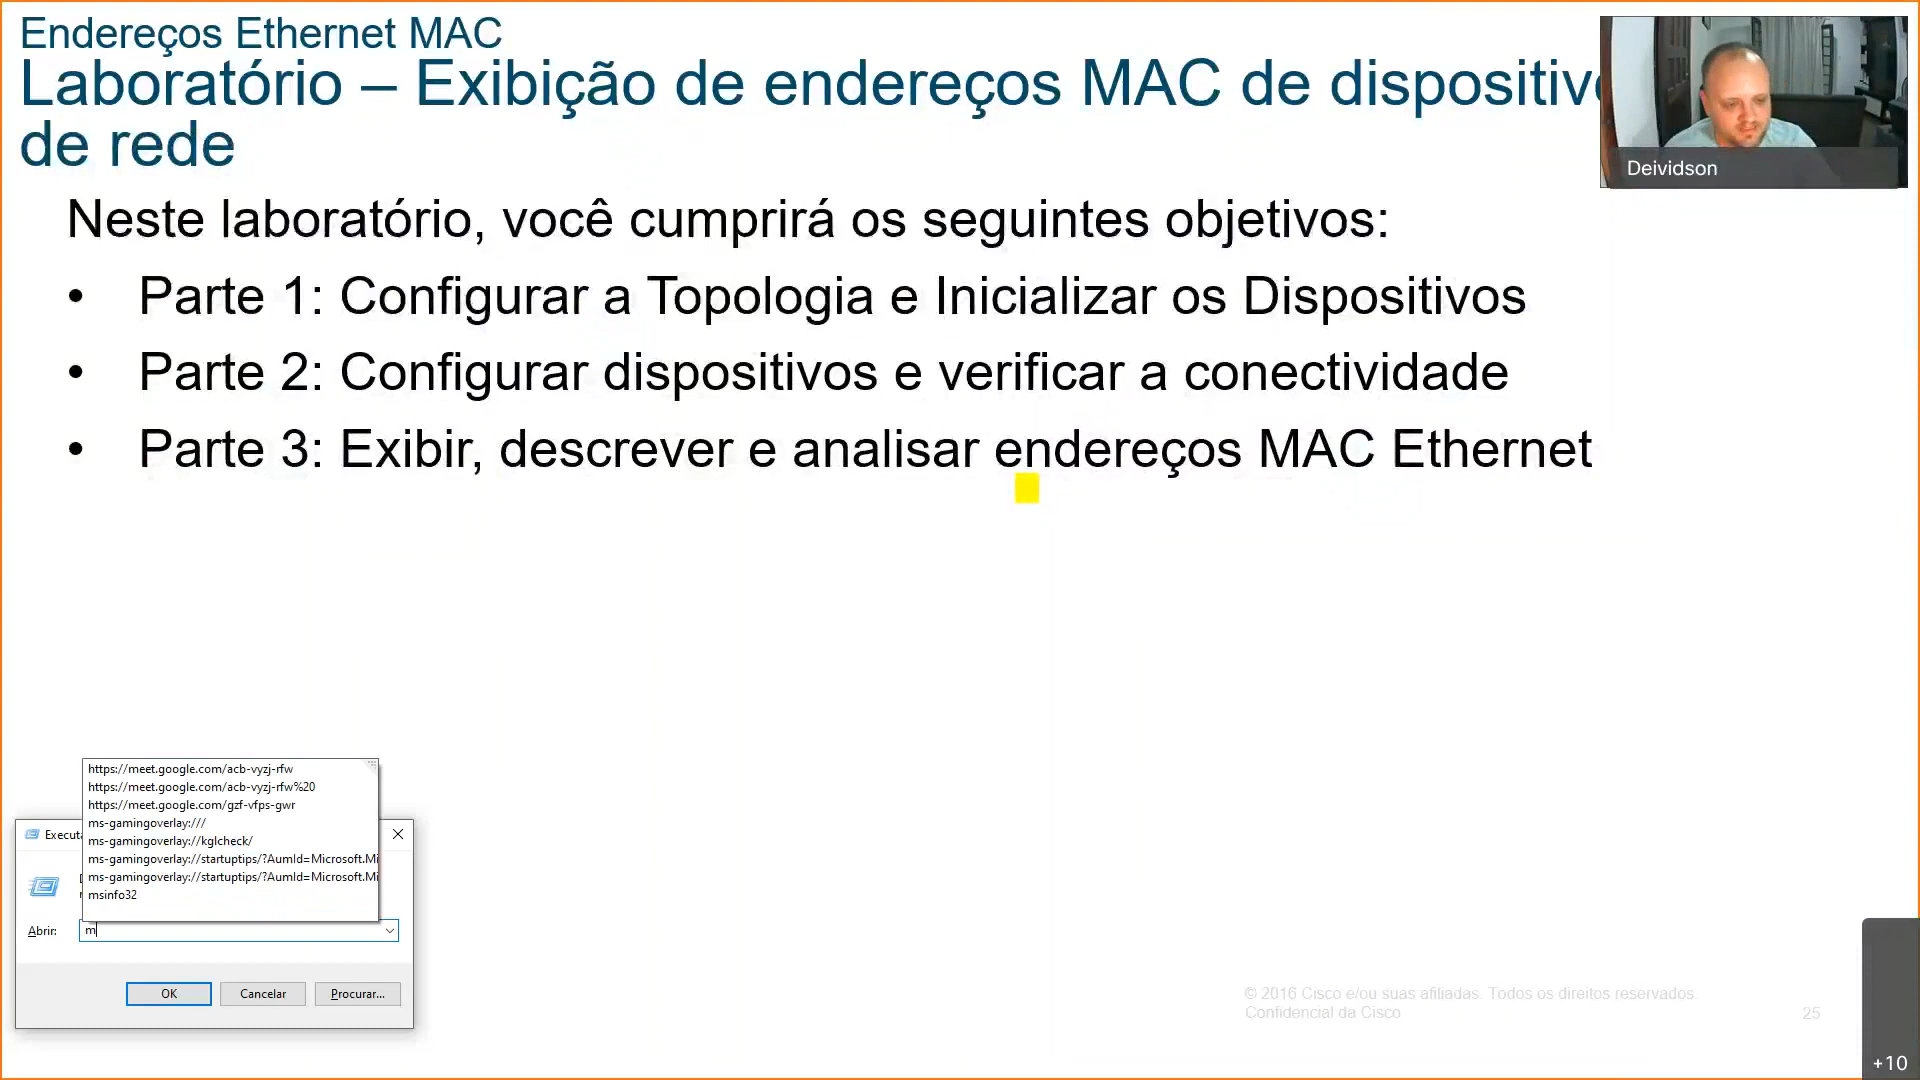 Endereços Ethernet MAC
Laboratório – Exibição de endereços MAC de
de rede
Deividson
Neste laboratório, você cumprirá os seguintes objetivos:
• Parte 1: Configurar a Topologia e Inicializar os Dispositivos
• Parte 2: Configurar dispositivos e verificar a conectividade
• Parte 3: Exibir, descrever e analisar endereços MAC Ethernet
https://meet.google.com/acb-vyzj-rfw
https://meet.google.com/acb-vyzj-rfw%20
https://meet.google.com/gzf-vfps-gwr
ms-gamingoverlay:///
ms-gamingoverlay://kglcheck/
ms-gamingoverlay://startuptips/?AumId=Microsoft.Mi
ms-gamingoverlay://startuptips/?AumId=Microsoft.Mi
msinfo32
Abrir:
m
OK
Cancelar
Procurar...
© 2016 Cisco e/ou suas afiliadas. Todos os direitos reservados.
Confidencial da Cisco
25
+10